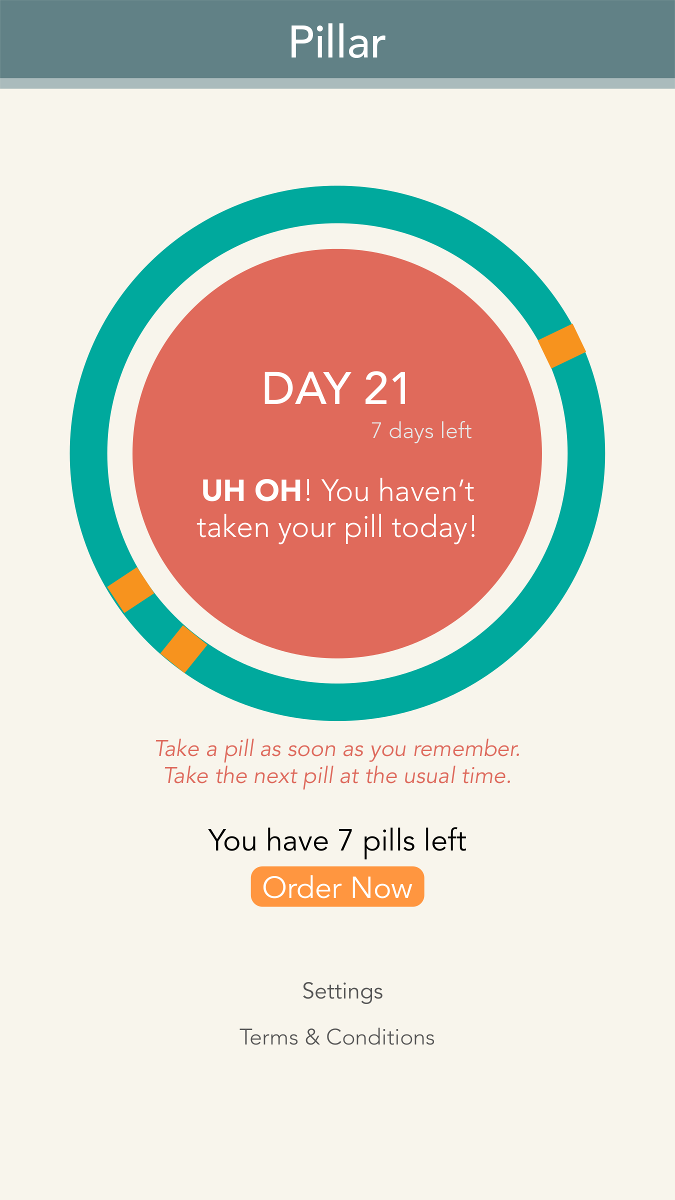 Pillar
DAY 21
7 days left
UH OH! You haven’t
taken your pill today!
Take a pill as soon as you remember.
Take the next pill at the usual time.
You have 7 pills left
Order Now
Settings
Terms & Conditions